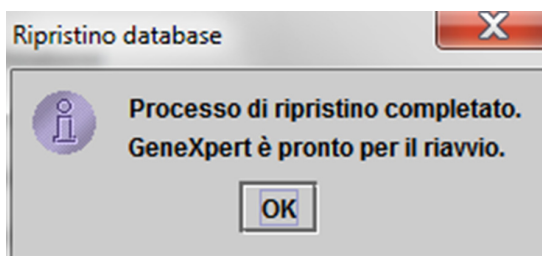 Ripristino database
Processo di ripristino completato.
GeneXpert è pronto per il riavvio.
OK